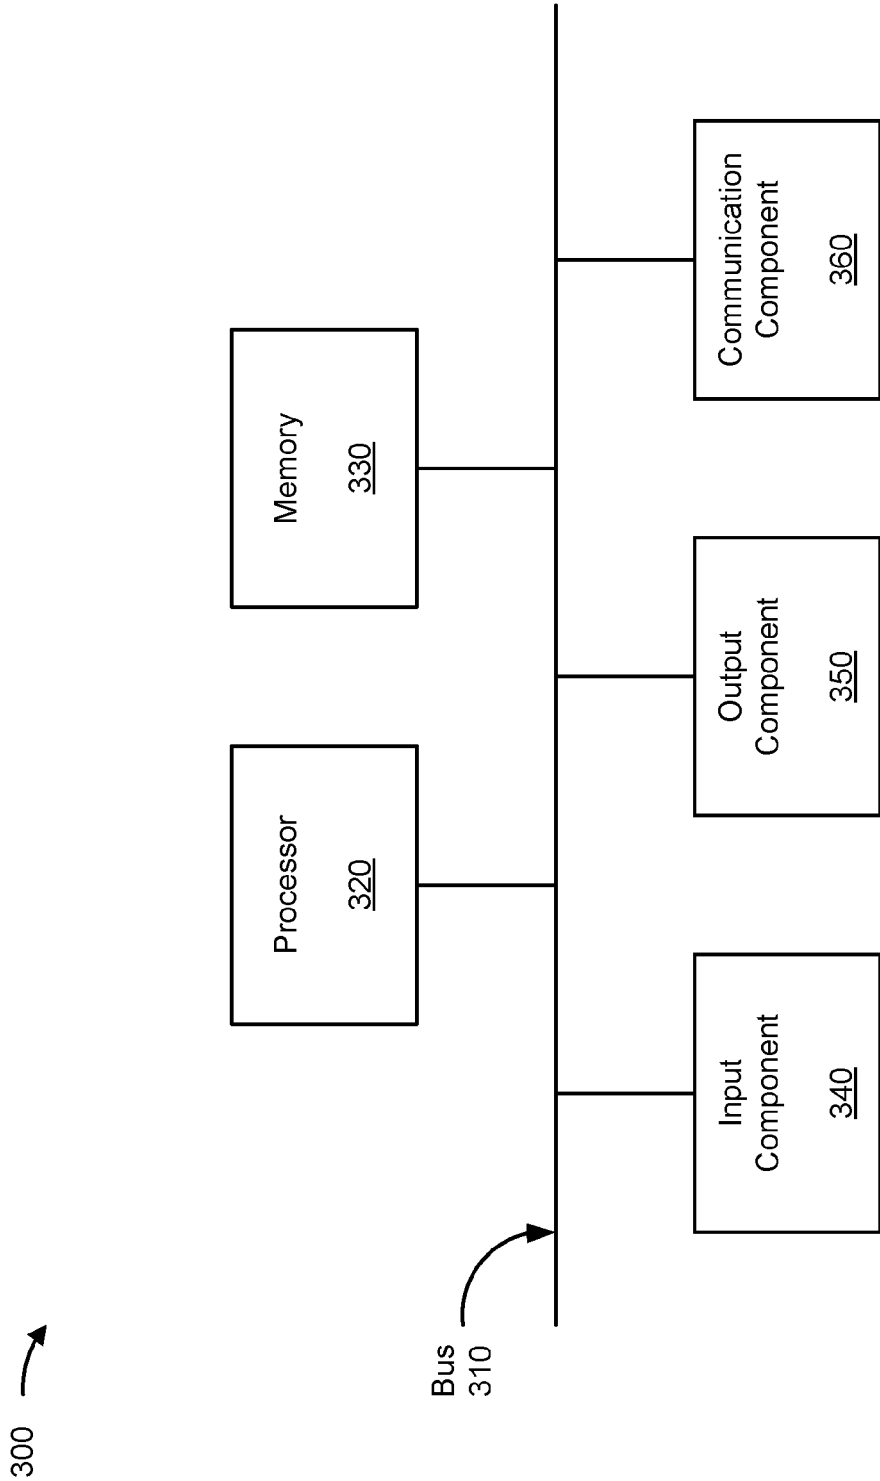 300
Processor
320
Memory
330
Bus
310
Input
Component
340
Output
Component
350
Communication
Component
360